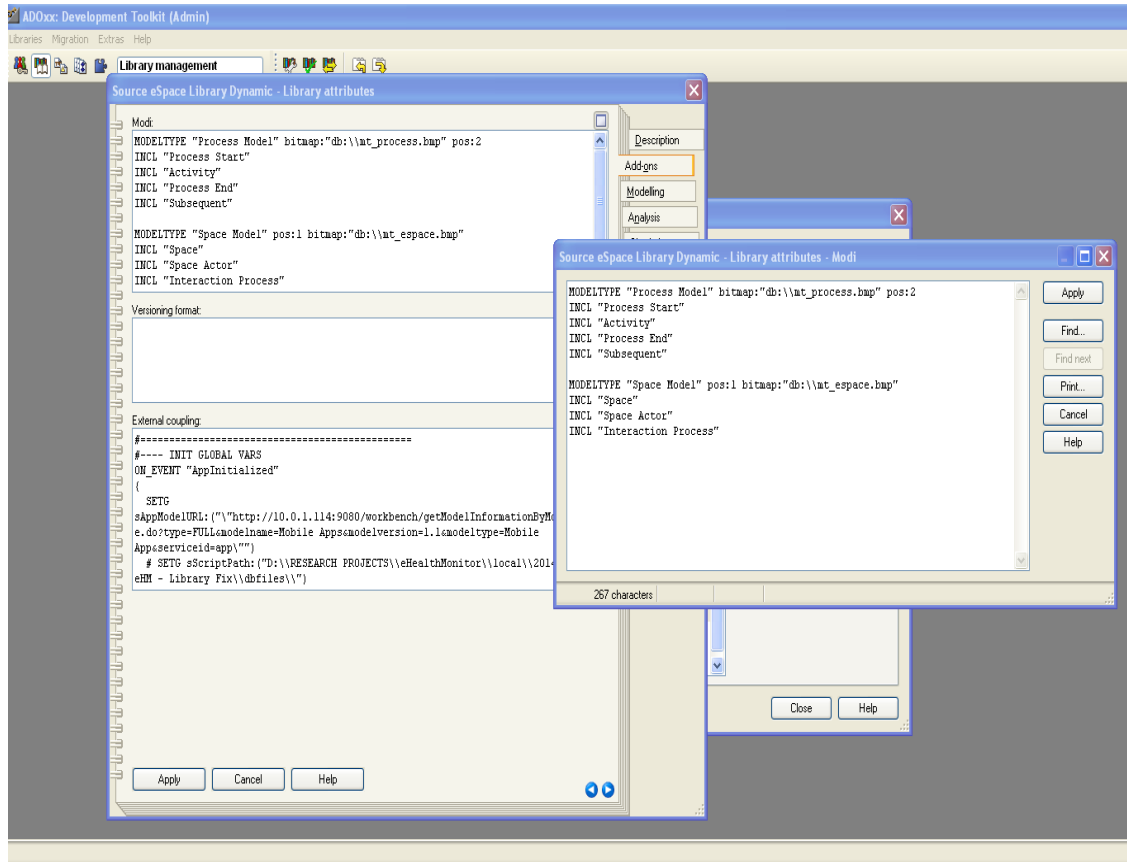 ADOxx: Development Toolkit (Admin)
Libraries Migration Extras Help
Library management
Source eSpace Library Dynamic - Library attributes
Modi:
MODELTYPE "Process Model" bitmap:"db:\\mt_process.bmp" pos:2
INCL "Process Start"
INCL "Activity"
INCL "Process End"
INCL "Subsequent"
MODELTYPE "Space Model" pos:1 bitmap:"db:\\mt_espace.bmp"
INCL "Space"
INCL "Space Actor"
INCL "Interaction Process"
Versioning format:
External coupling:
#===============================================
#---- INIT GLOBAL VARS
ON_EVENT "AppInitialized"
{
SETG
sAppModelURL:("\"http://10.0.1.114:9080/workbench/getModelInformationByMo
e.do?type=FULL&modelname=Mobile Apps&modelversion=1.1&modeltype=Mobile
App&serviceid=app\"")
# SETG sScriptPath:("D:\\RESEARCH PROJECTS\\eHealthMonitor\\local\\2014
eHM - Library Fix\\dbfiles\\")
Apply
Cancel
Help
Description
Add-ons
Modelling
Analysis
Source eSpace Library Dynamic - Library attributes - Modi
MODELTYPE "Process Model" bitmap:"db:\\mt_process.bmp" pos:2
INCL "Process Start"
INCL "Activity"
INCL "Process End"
INCL "Subsequent"
MODELTYPE "Space Model" pos:1 bitmap:"db:\\mt_espace.bmp"
INCL "Space"
INCL "Space Actor"
INCL "Interaction Process"
Apply
Find...
Find next
Print...
Cancel
Help
267 characters
Close
Help